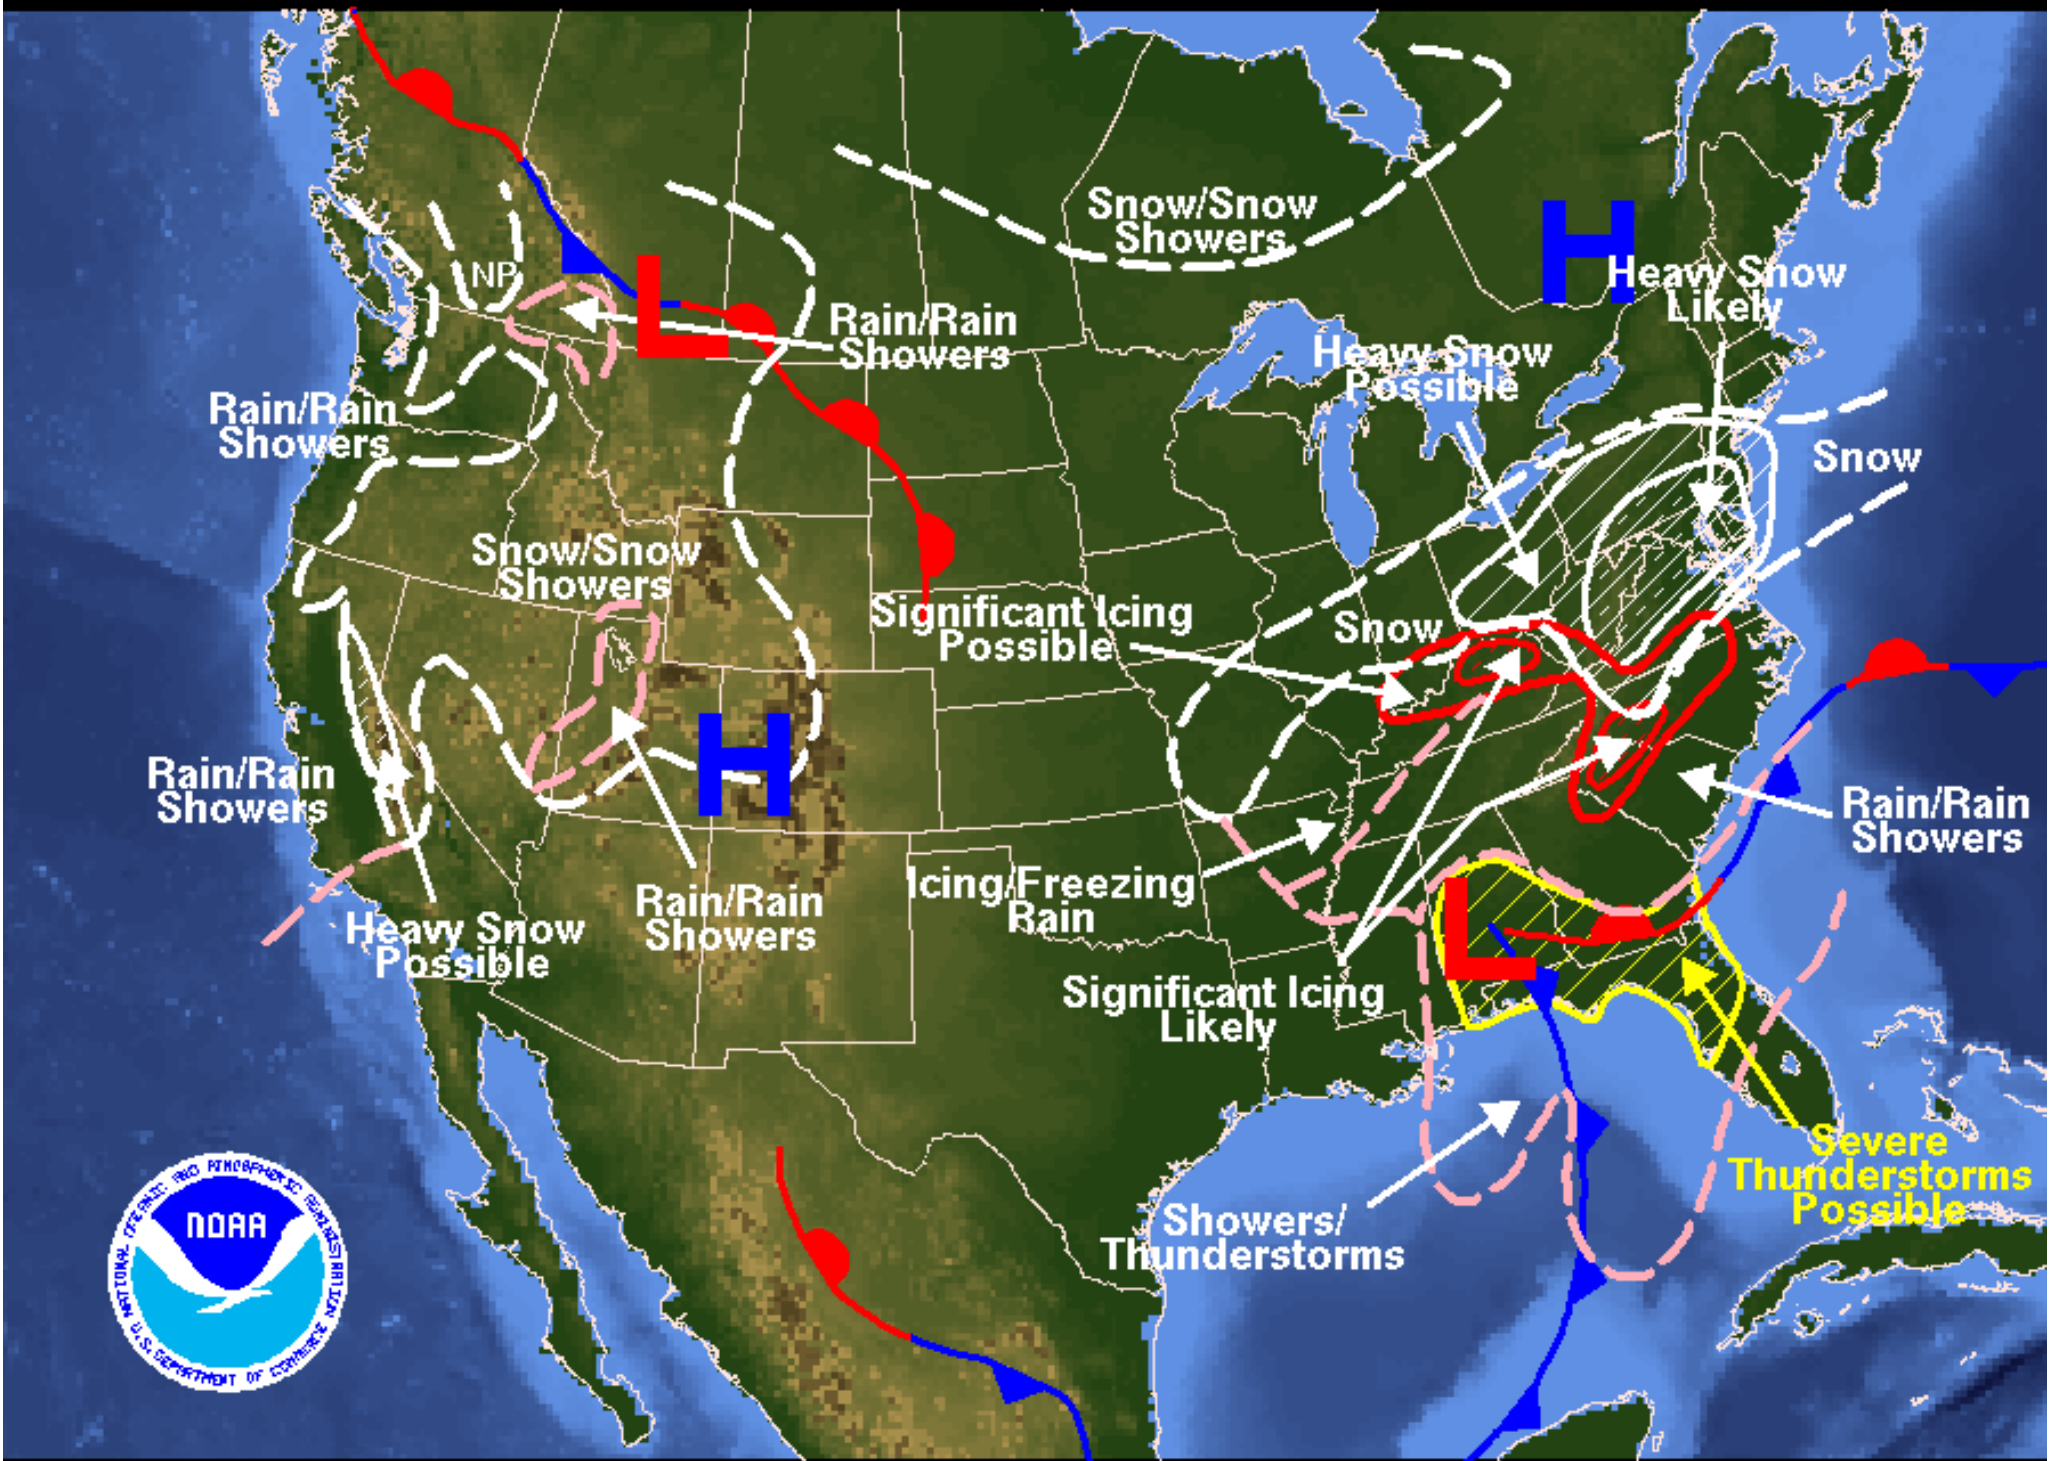 Snow/Snow
Showers
H
Heavy Snow
Likely
NP
L
Rain/Rain
Showers
Heavy Snow
Possible
Rain/Rain
Showers
Snow
Snow/Snow
Showers
Significant Icing
Possible
Snow
H
Rain/Rain
Showers
Rain/Rain
Showers
Icing/Freezing
Rain
Rain/Rain
Showers
L
Heavy Snow
Possible
Significant Icing
Likely
Severe
Thunderstorms
Possible
Showers/
Thunderstorms
NATIONAL OCEANIC AND ATMOSPHERIC ADMINISTRATION
NOAA
U.S. DEPARTMENT OF COMMERCE